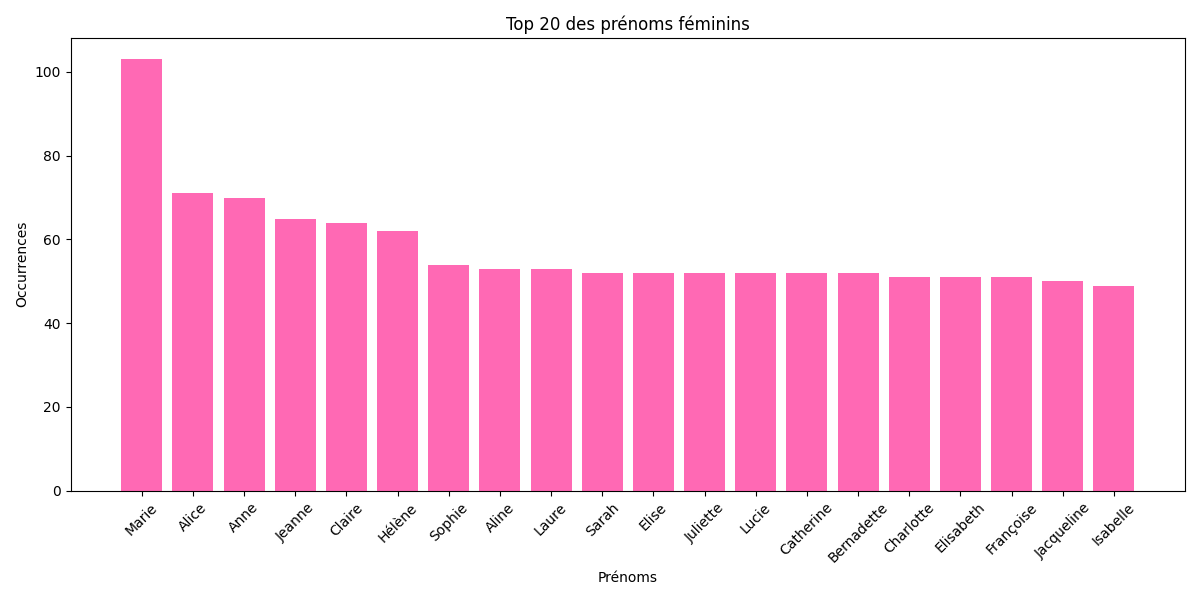 Top 20 des prénoms féminins
Occurrences
100
80
60
40
20
0
Marie
Alice
Anne
Jeanne
Claire
Hélène
Sophie
Aline
Laure
Sarah
Elise
Juliette
Lucie
Catherine
Bernadette
Charlotte
Elisabeth
Françoise
Jacqueline
Isabelle
Prénoms